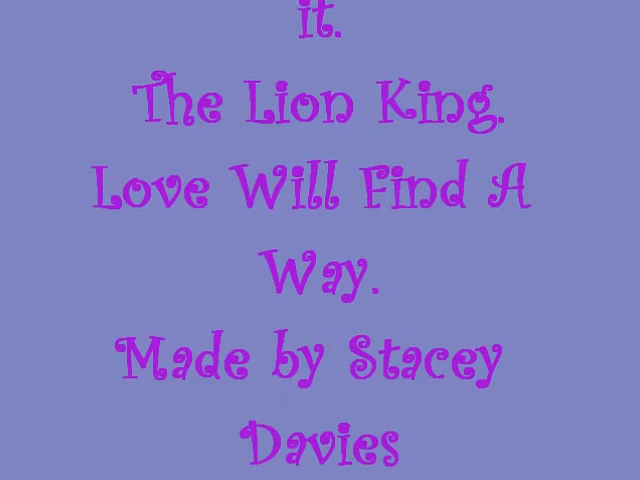 it.
The Lion King.
Love Will Find A
Way.
Made by Stacey
Davies